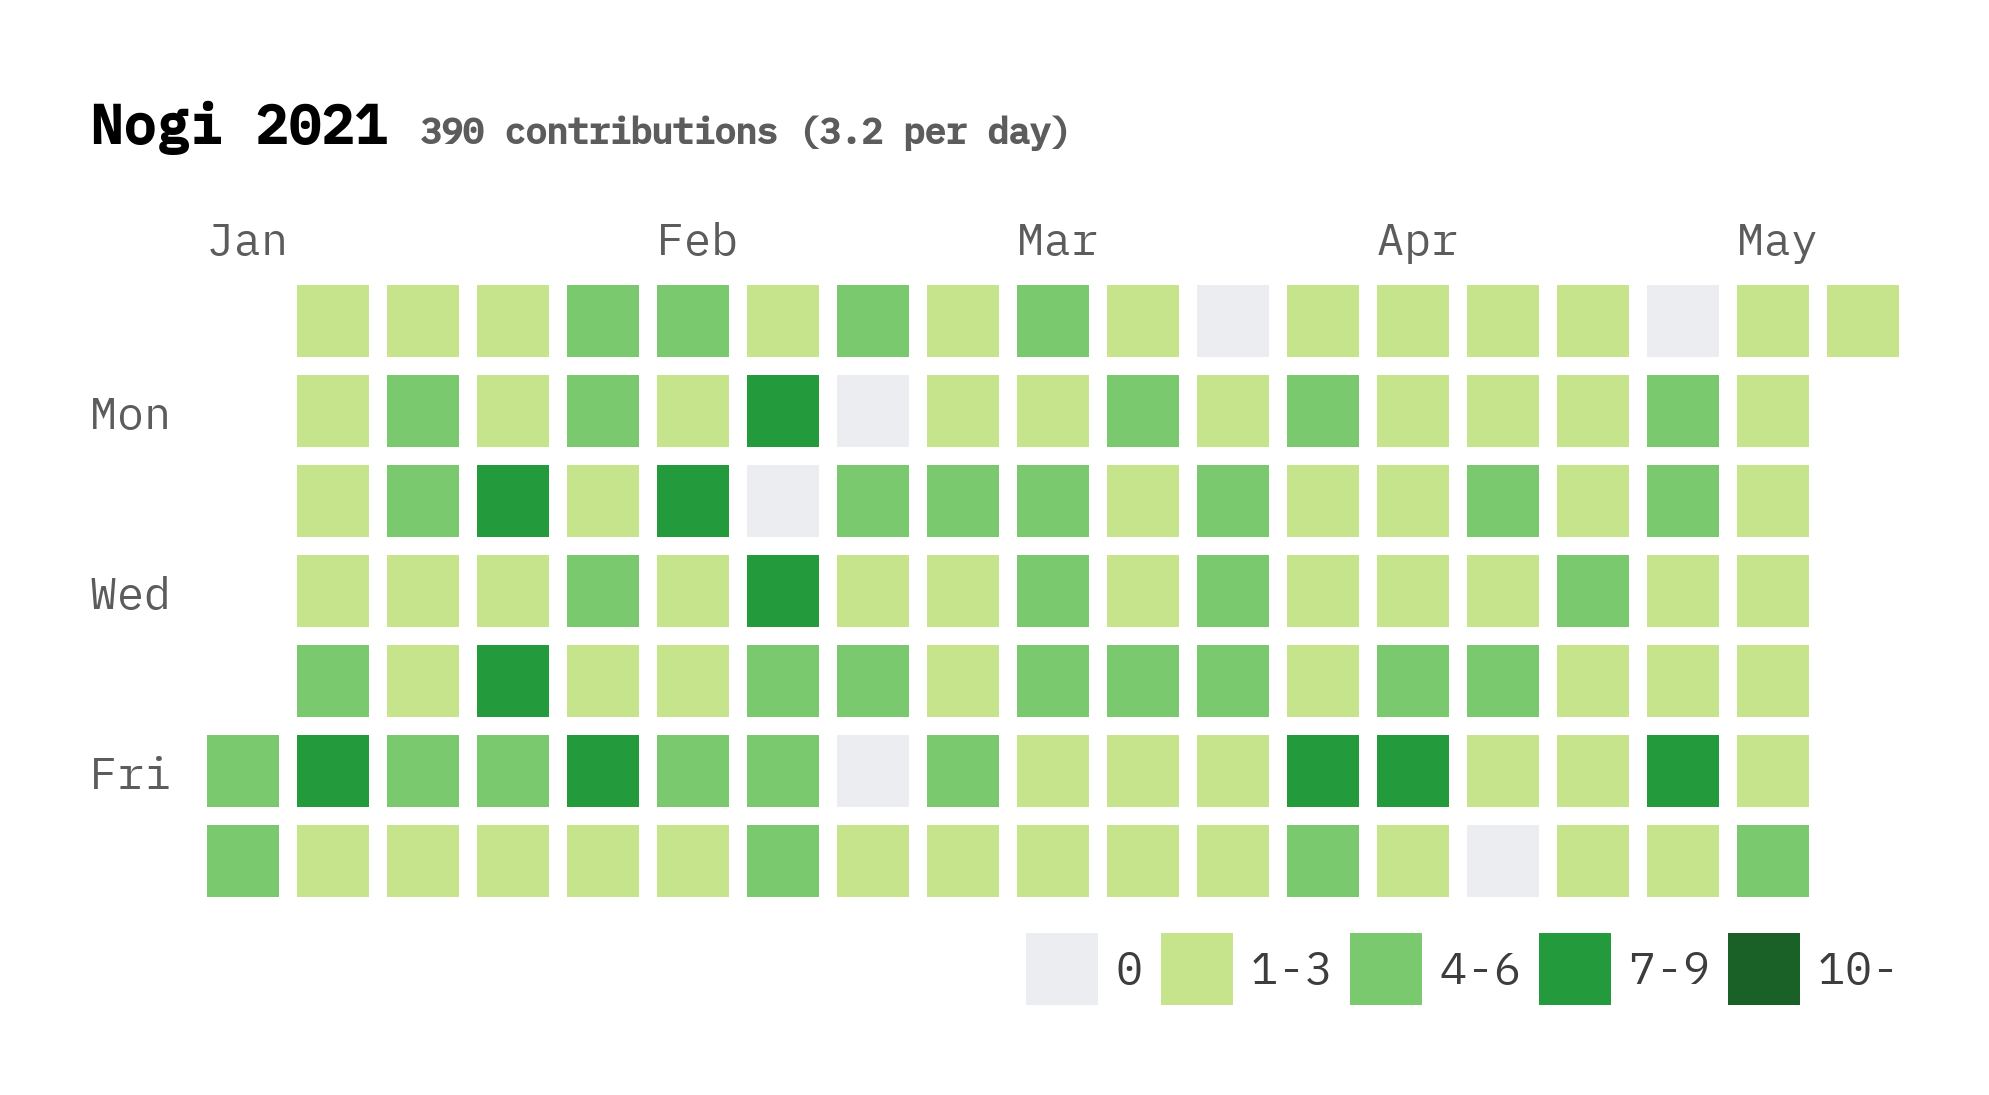 Nogi 2021 390 contributions (3.2 per day)
Jan Feb Mar Apr May
Mon
Wed
Fri
0 1-3 4-6 7-9 10-